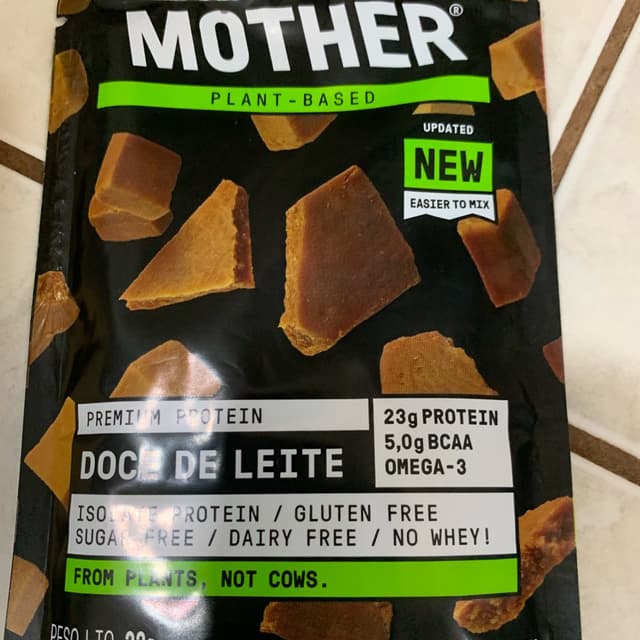 MOTHER®
PLANT-BASED
UPDATED
NEW
EASIER TO MIX
PREMIUM PROTEIN
DOCE DE LEITE
23g PROTEIN
5,0g BCAA
OMEGA-3
ISOLATE PROTEIN / GLUTEN FREE
SUGAR FREE / DAIRY FREE / NO WHEY!
FROM PLANTS, NOT COWS.